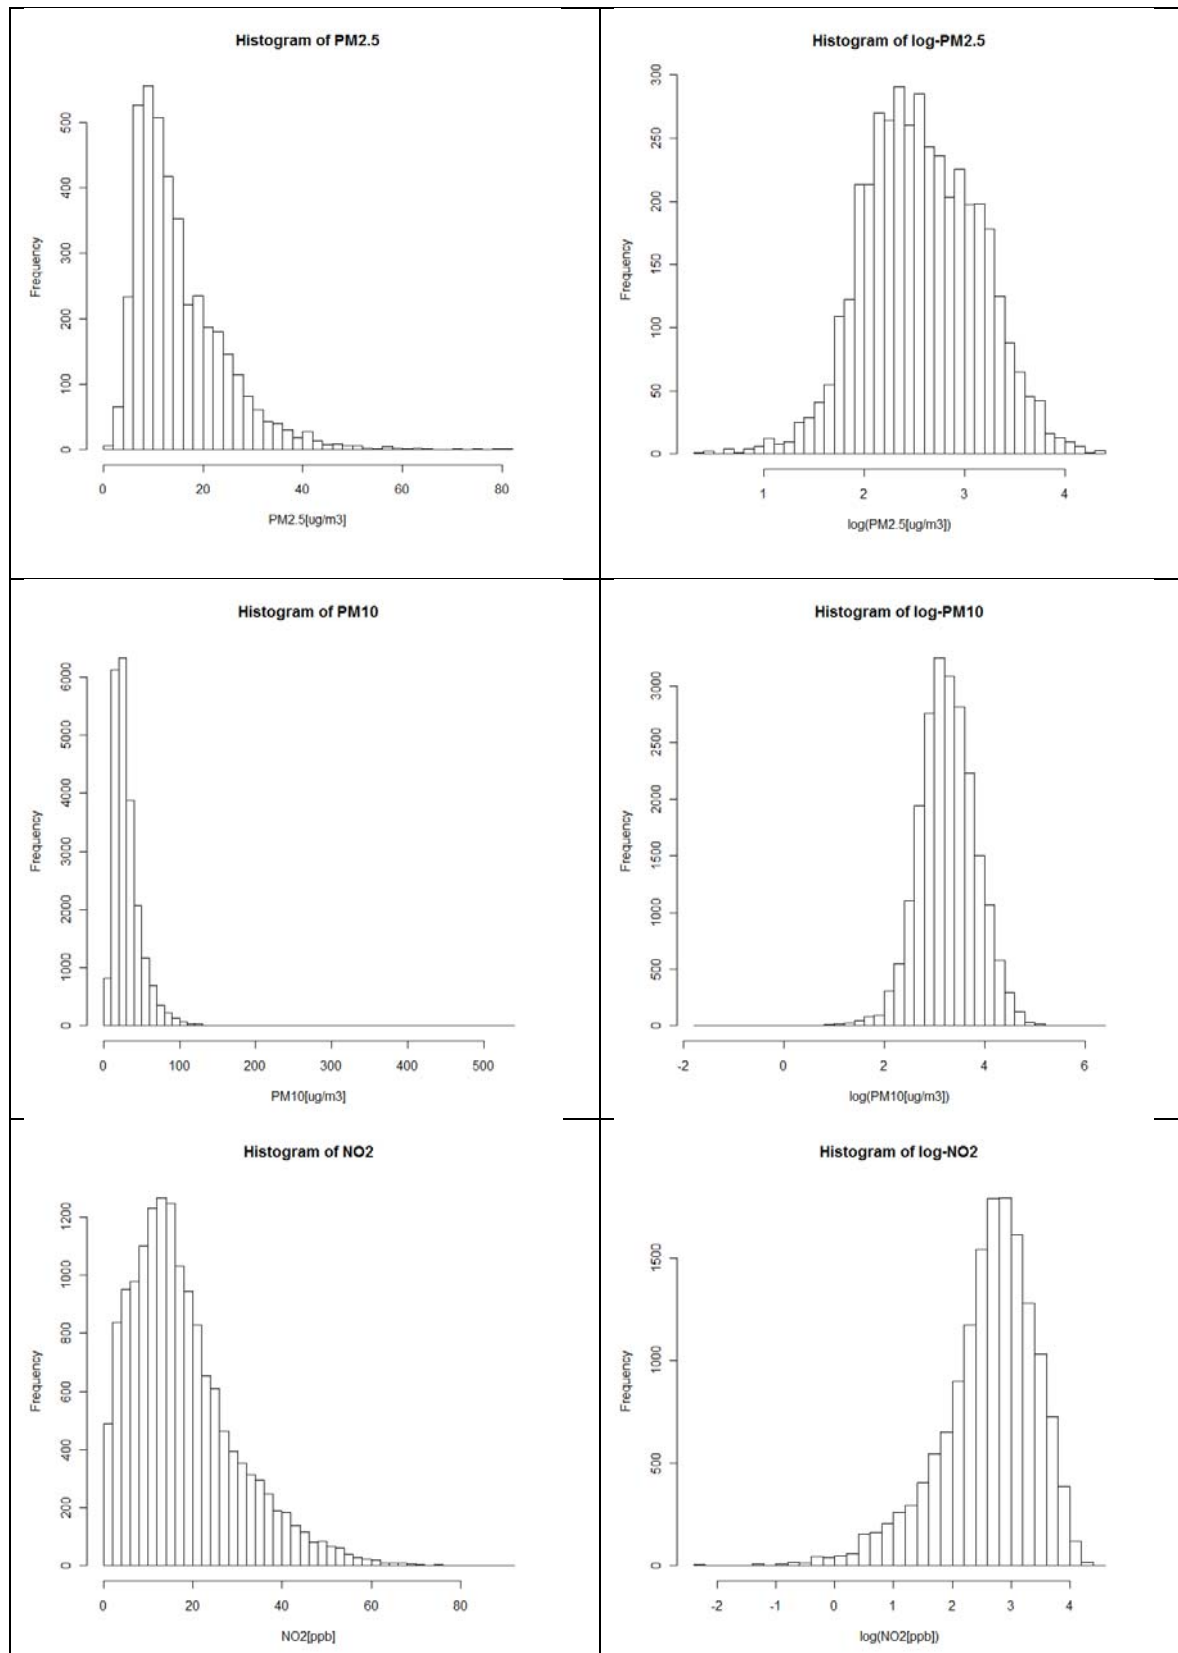 Histogram of PM2.5
Frequency
0 100 200 300 400 500
0 20 40 60 80
PM2.5[ug/m3]
Histogram of log-PM2.5
Frequency
0 50 100 150 200 250 300
1 2 3 4
log(PM2.5[ug/m3])
Histogram of PM10
Frequency
0 1000 2000 3000 4000 5000 6000
0 100 200 300 400 500
PM10[ug/m3]
Histogram of log-PM10
Frequency
0 500 1000 1500 2000 2500 3000
-2 0 2 4 6
log(PM10[ug/m3])
Histogram of NO2
Frequency
0 200 400 600 800 1000 1200
0 20 40 60 80
NO2[ppb]
Histogram of log-NO2
Frequency
0 500 1000 1500
-2 -1 0 1 2 3 4
log(NO2[ppb])